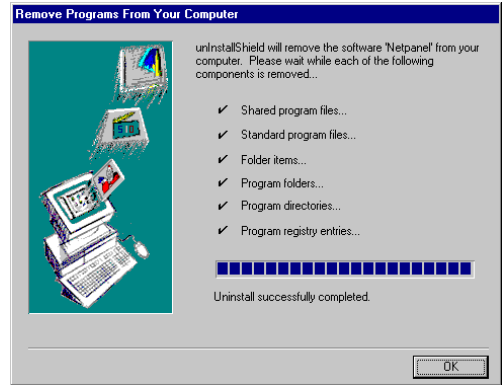 Remove Programs From Your Computer
unInstallShield will remove the software 'Netpanel' from your
computer. Please wait while each of the following
components is removed...
Shared program files...
Standard program files...
Folder items...
Program folders...
Program directories...
Program registry entries...
Uninstall successfully completed.
OK